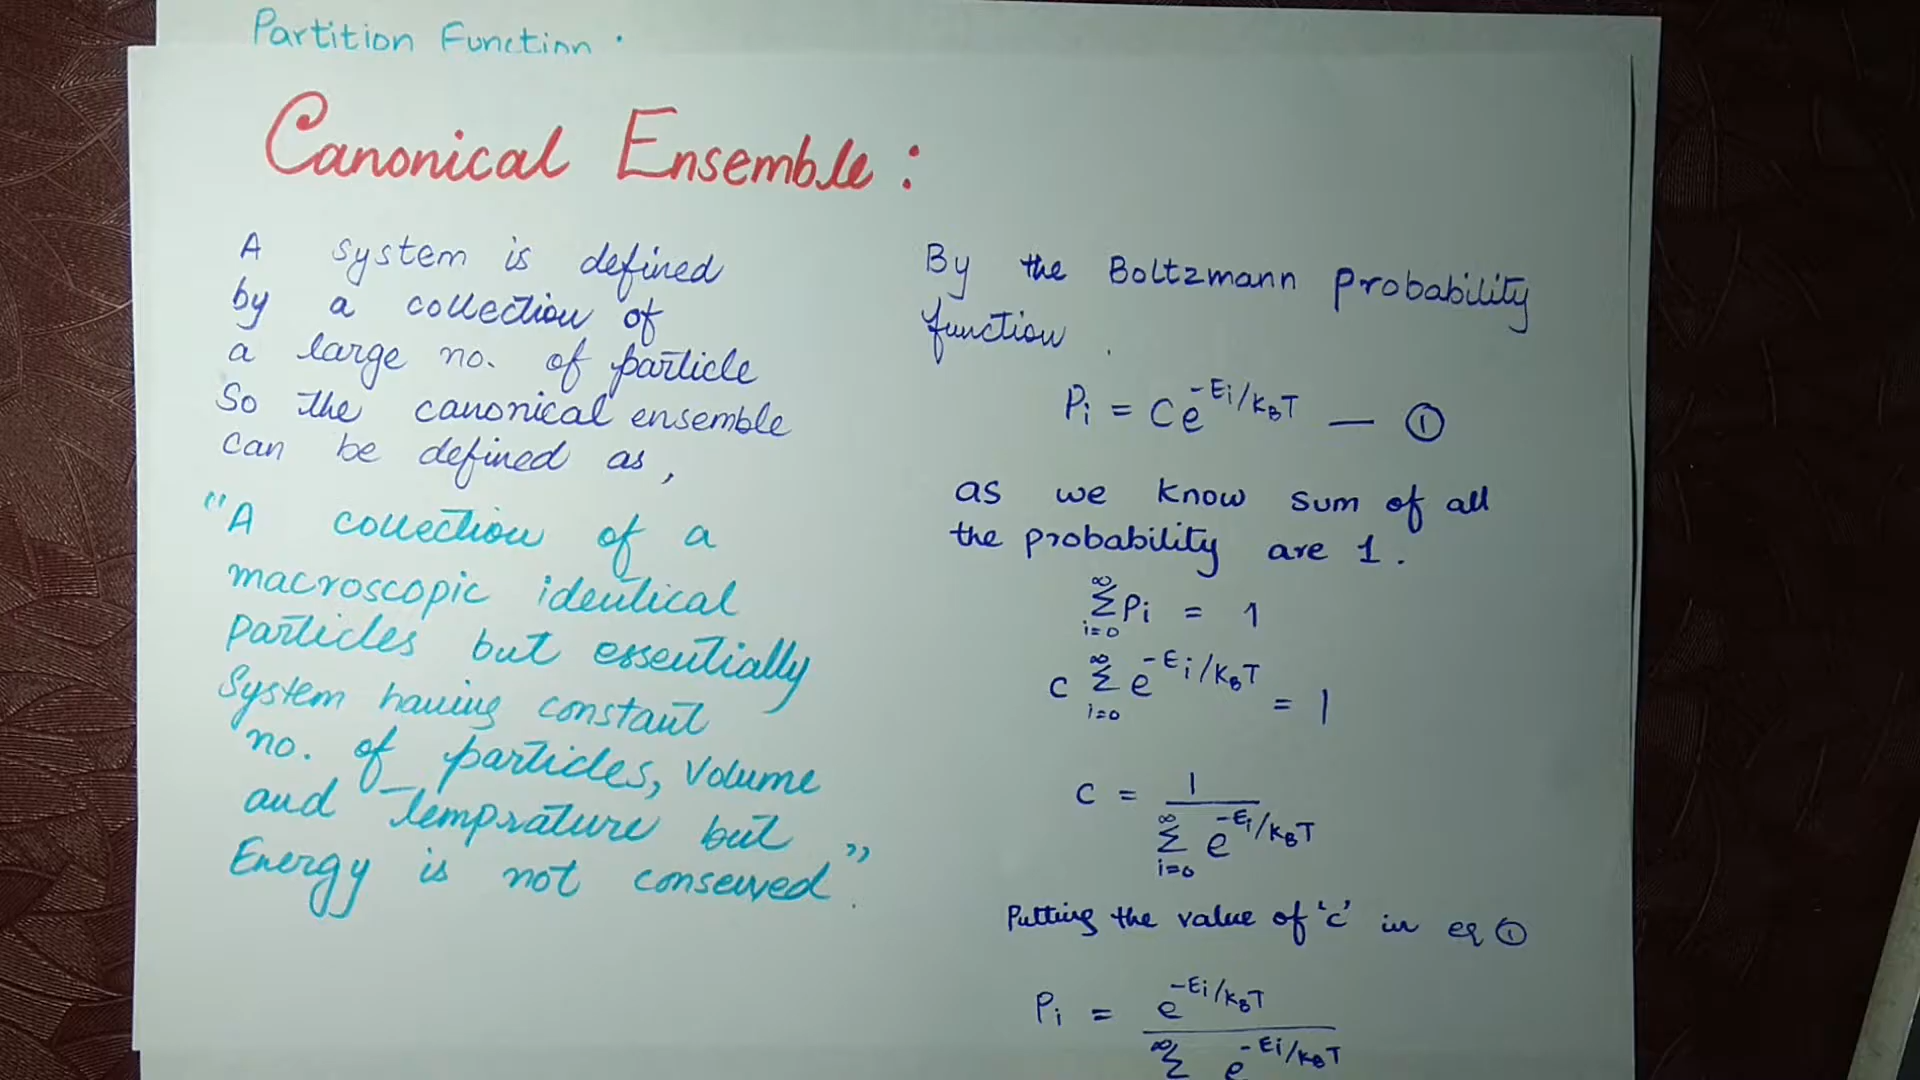 Partition Function .
Canonical Ensemble :
A system is defined
by a collection of
a large no. of particle
So the canonical ensemble
can be defined as ,
"A collection of a
macroscopic identical
particles but essentially
System having constant
no. of particles, Volume
and Temprature but
Energy is not conserved."
By the Boltzmann probability
function .
Pi = Ce^{-Ei/KBT} — ①
as we know sum of all
the probability are 1 .
∞Σi=0 Pi = 1
c ∞Σi=0 e^{-Ei/KBT} = 1
c = 1 / ∞Σi=0 e^{-Ei/KBT}
Putting the value of 'c' in eq ①
Pi = e^{-Ei/KBT} / ∞Σ e^{-Ei/KBT}